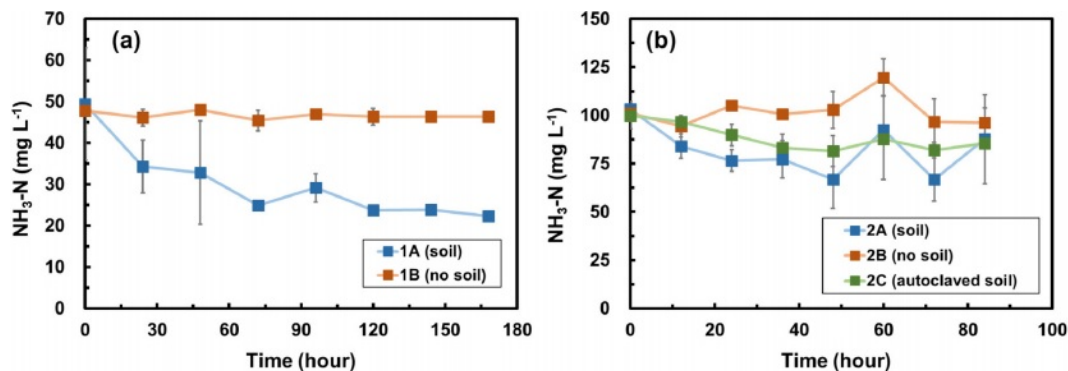 (a)
NH₃-N (mg L⁻¹)
70
60
50
40
30
20
10
0
1A (soil)
1B (no soil)
0 30 60 90 120 150 180
Time (hour)
(b)
NH₃-N (mg L⁻¹)
150
125
100
75
50
25
0
2A (soil)
2B (no soil)
2C (autoclaved soil)
0 20 40 60 80 100
Time (hour)